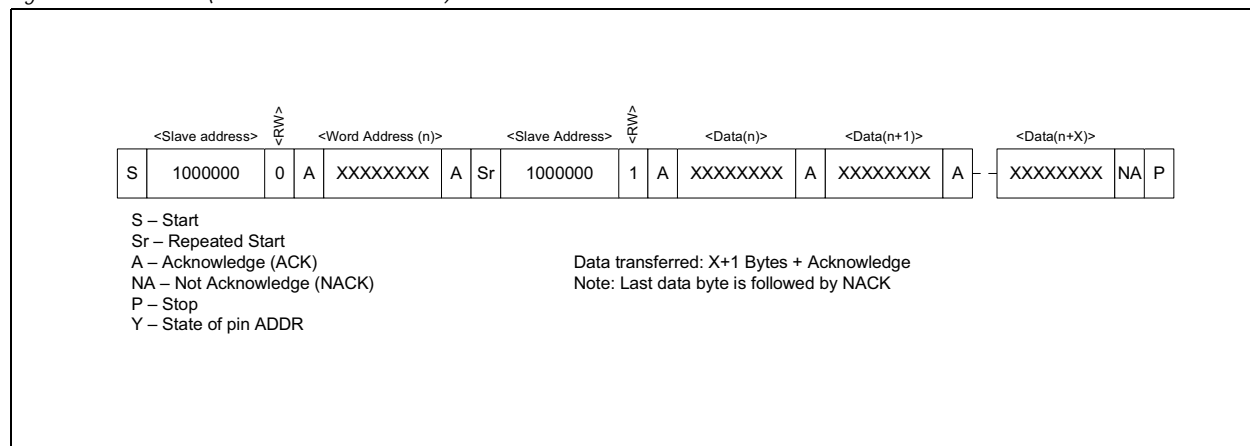 <Slave address> <RW> <Word Address (n)> <Slave Address> <RW> <Data(n)> <Data(n+1)> <Data(n+X)>
S 1000000 0 A XXXXXXXX A Sr 1000000 1 A XXXXXXXX A XXXXXXXX A XXXXXXXX NA P
S – Start
Sr – Repeated Start
A – Acknowledge (ACK)
NA – Not Acknowledge (NACK)
P – Stop
Y – State of pin ADDR
Data transferred: X+1 Bytes + Acknowledge
Note: Last data byte is followed by NACK